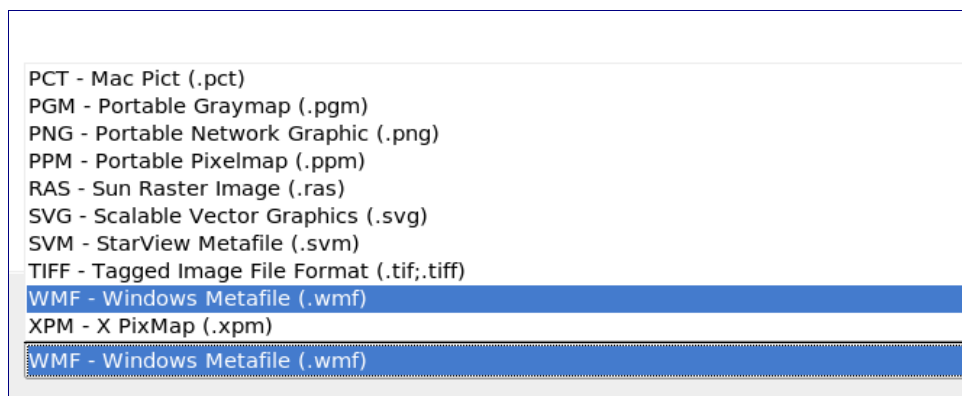 PCT - Mac Pict (.pct)
PGM - Portable Graymap (.pgm)
PNG - Portable Network Graphic (.png)
PPM - Portable Pixelmap (.ppm)
RAS - Sun Raster Image (.ras)
SVG - Scalable Vector Graphics (.svg)
SVM - StarView Metafile (.svm)
TIFF - Tagged Image File Format (.tif;.tiff)
WMF - Windows Metafile (.wmf)
XPM - X PixMap (.xpm)
WMF - Windows Metafile (.wmf)